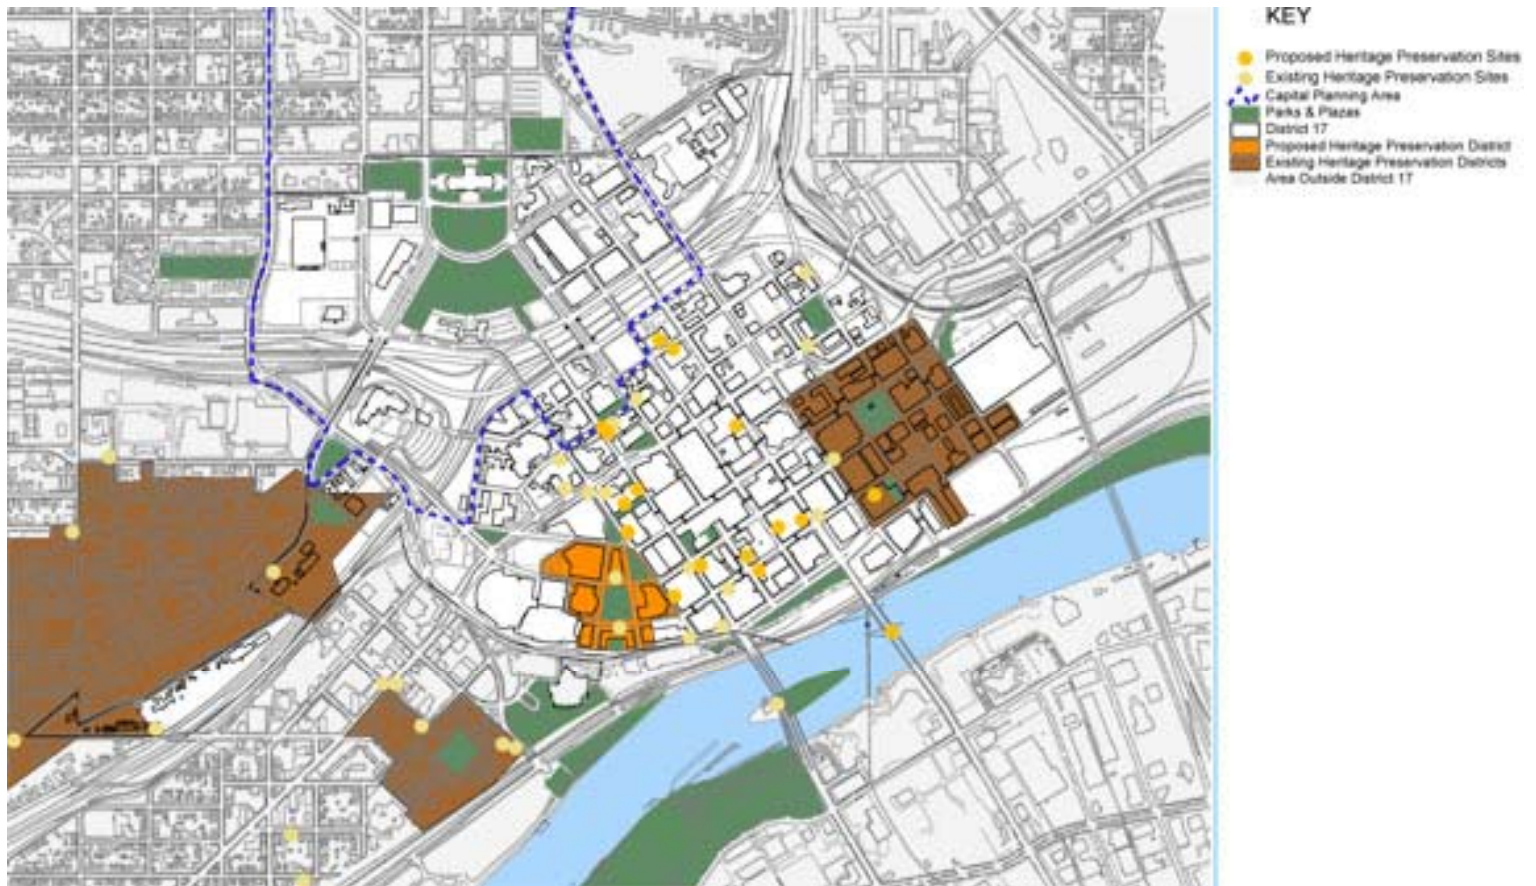 KEY
Proposed Heritage Preservation Sites
Existing Heritage Preservation Sites
Capital Planning Area
Parks & Plazas
District 17
Proposed Heritage Preservation District
Existing Heritage Preservation Districts
Area Outside District 17